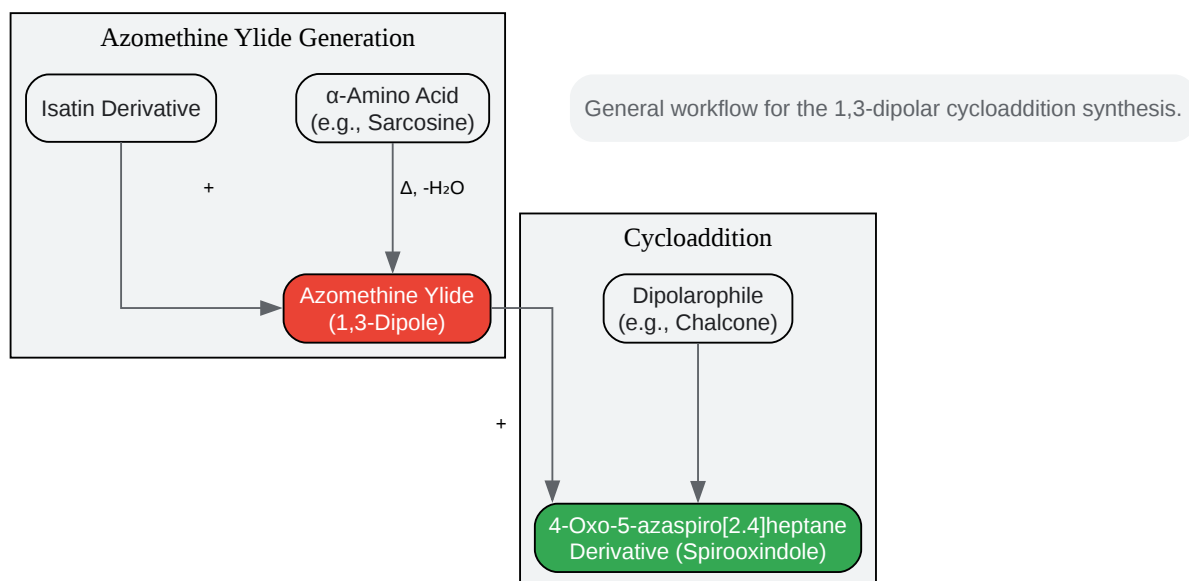 Azomethine Ylide Generation
Isatin Derivative
α-Amino Acid
(e.g., Sarcosine)
General workflow for the 1,3-dipolar cycloaddition synthesis.
+
Δ, -H₂O
Azomethine Ylide
(1,3-Dipole)
Cycloaddition
Dipolarophile
(e.g., Chalcone)
+
4-Oxo-5-azaspiro[2.4]heptane
Derivative (Spirooxindole)